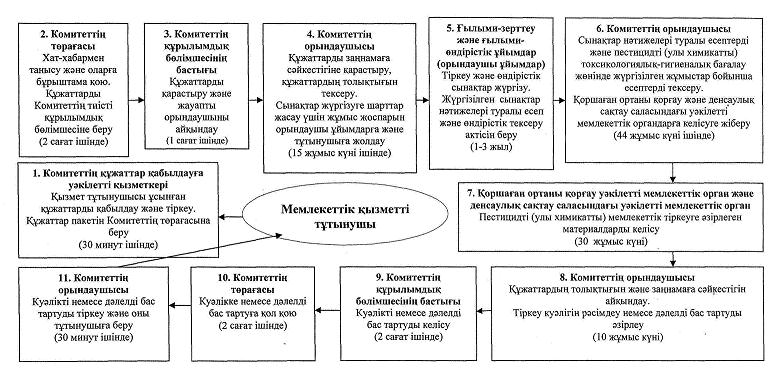 1. Комитеттің құжаттар қабылдауға
уәкілетті қызметкері
Қызмет тұтынушысы ұсынған
құжаттарды қабылдау және тіркеу.
Құжаттар пакетін Комитеттің төрағасына
беру
(30 минут ішінде)
2. Комитеттің
төрағасы
Хат-хабармен
танысу және оларға
бұрыштама қою.
Құжаттарды
Комитеттің тиісті
құрылымдық
бөлімшесіне беру
(2 сағат ішінде)
3. Комитеттің
құрылымдық
бөлімшесінің
бастығы
Құжаттарды
қарастыру және
жауапты
орындаушыны
айқындау
(1 сағат ішінде)
4. Комитеттің
орындаушысы
Құжаттарды заңнамаға
сәйкестігіне қарастыру,
құжаттардың толықтығын
тексеру.
Сынақтар жүргізуге шарттар
жасау үшін жұмыс жоспарын
орындаушы ұйымдарға және
тұтынушыға жолдау
(15 жұмыс күні ішінде)
5. Ғылыми-зерттеу
және ғылыми-
өндірістік ұйымдар
(орындаушы ұйымдар)
Тіркеу және өндірістік
сынақтар жүргізу.
Жүргізілген сынақтар
нәтижелері туралы есеп
және өндірістік тексеру
актісін беру
(1-3 жыл)
6. Комитеттің орындаушысы
Сынақтар нәтижелері туралы есептерді
және пестицидті (улы химикатты)
токсикологиялық-гигиеналық бағалау
жөнінде жүргізілген жұмыстар бойынша
есептерді тексеру.
Қоршаған ортаны қорғау және денсаулық
сақтау саласындағы уәкілетті
мемлекеттік органдарға келісуге жіберу
(44 жұмыс күні ішінде)
Мемлекеттік қызметті
тұтынушы
7. Қоршаған ортаны қорғау уәкілетті мемлекеттік орган және
денсаулық сақтау саласындағы уәкілетті мемлекеттік орган
Пестицидті (улы химикатты) мемлекеттік тіркеуге әзірлеген
материалдарды келісу
(30 жұмыс күні)
8. Комитеттің орындаушысы
Құжаттардың толықтығын және заңнамаға сәйкестігін
айқындау.
Тіркеу куәлігін рәсімдеу немесе дәлелді бас тартуды
әзірлеу
(10 жұмыс күні)
9. Комитеттің
құрылымдық
бөлімшесінің бастығы
Куәлікті немесе дәлелді
бас тартуды келісу
(2 сағат ішінде)
10. Комитеттің
төрағасы
Куәлікке немесе дәлелді
бас тартуға қол қою
(2 сағат ішінде)
11. Комитеттің
орындаушысы
Куәлікті немесе дәлелді бас
тартуды тіркеу және оны
тұтынушыға беру
(30 минут ішінде)